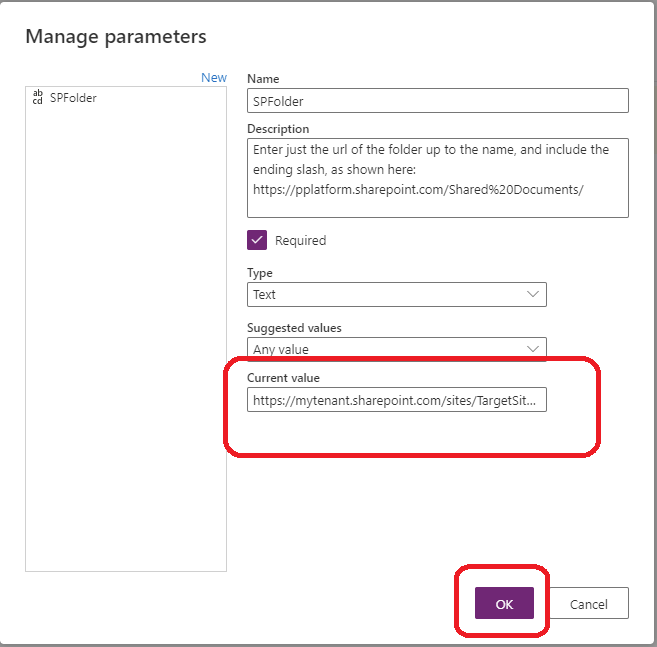 Manage parameters
New
ab
cd
SPFolder
Name
SPFolder
Description
Enter just the url of the folder up to the name, and include the
ending slash, as shown here:
https://pplatform.sharepoint.com/Shared%20Documents/
Required
Type
Text
Suggested values
Any value
Current value
https://mytenant.sharepoint.com/sites/TargetSit...
OK
Cancel